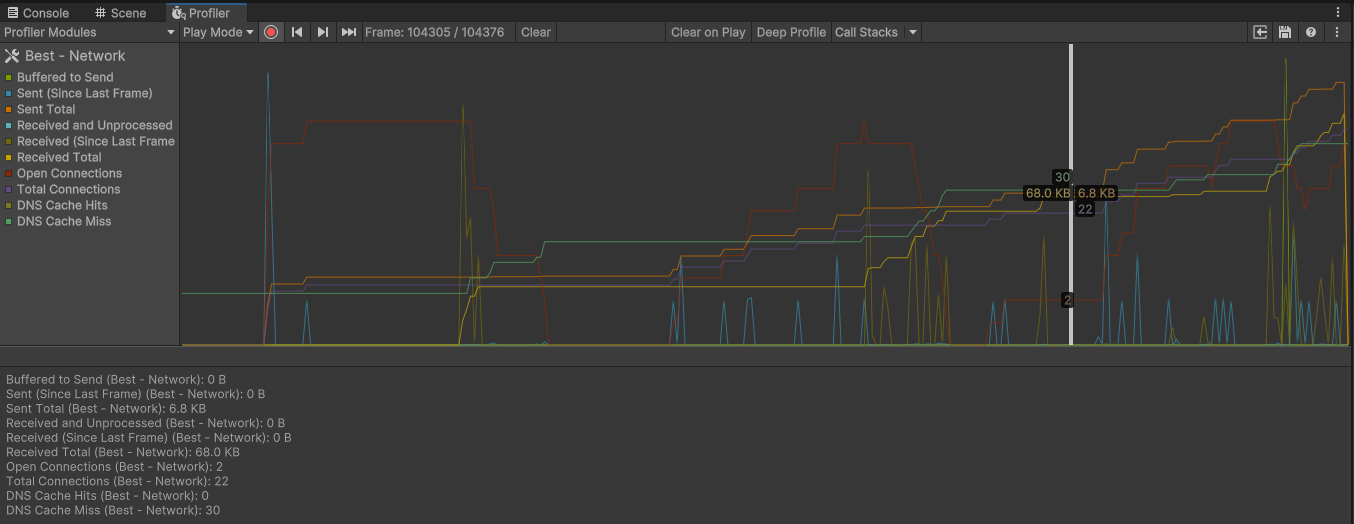 Console Scene Profiler
Profiler Modules Play Mode Frame: 104305 / 104376 Clear Clear on Play Deep Profile Call Stacks
Best - Network
Buffered to Send
Sent (Since Last Frame)
Sent Total
Received and Unprocessed
Received (Since Last Frame
Received Total
Open Connections
Total Connections
DNS Cache Hits
DNS Cache Miss
30
68.0 KB 6.8 KB
22
2
Buffered to Send (Best - Network): 0 B
Sent (Since Last Frame) (Best - Network): 0 B
Sent Total (Best - Network): 6.8 KB
Received and Unprocessed (Best - Network): 0 B
Received (Since Last Frame) (Best - Network): 0 B
Received Total (Best - Network): 68.0 KB
Open Connections (Best - Network): 2
Total Connections (Best - Network): 22
DNS Cache Hits (Best - Network): 0
DNS Cache Miss (Best - Network): 30